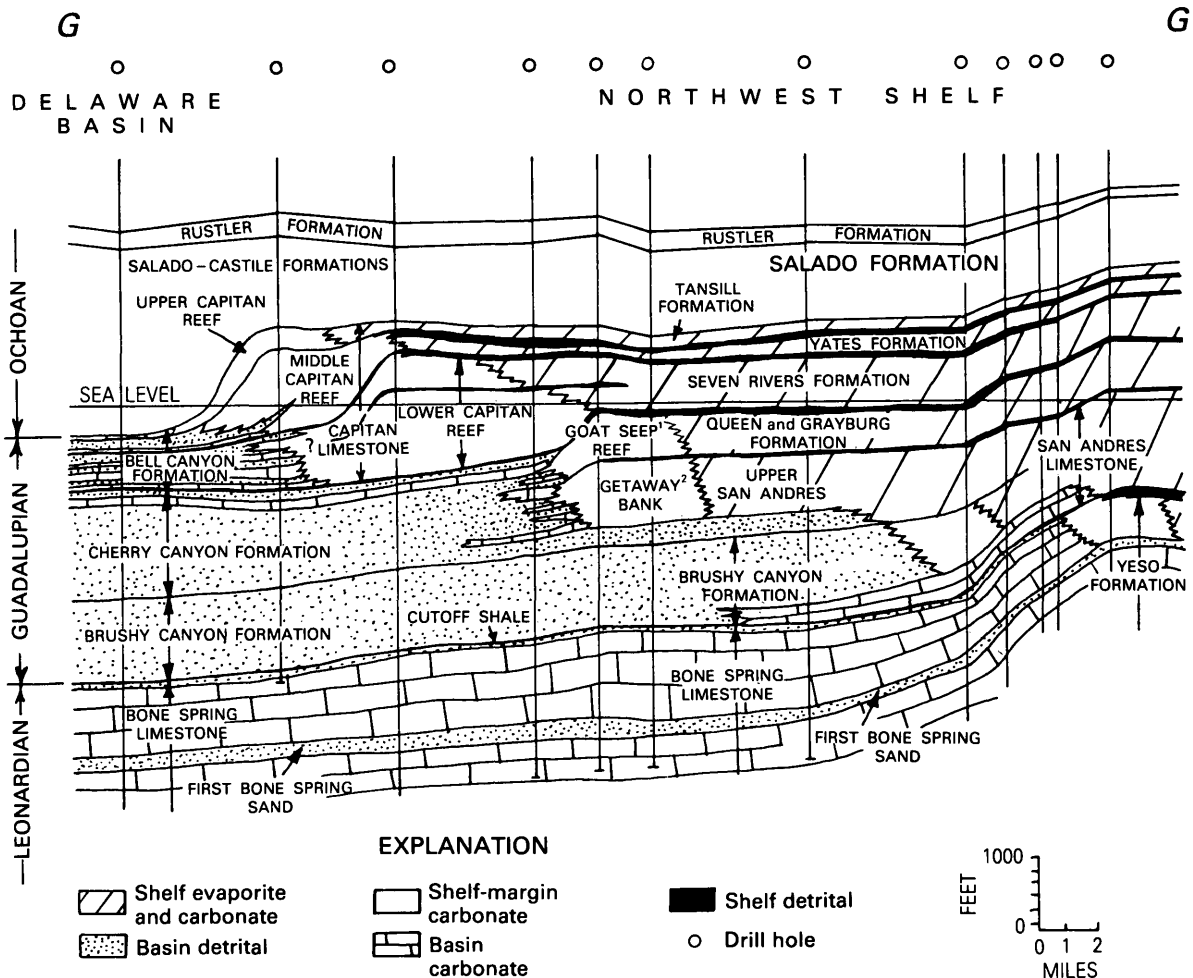 G
G
DELAWARE
BASIN
NORTHWEST SHELF
RUSTLER FORMATION
RUSTLER FORMATION
SALADO-CASTILE FORMATIONS
SALADO FORMATION
UPPER CAPITAN
REEF
TANSILL
FORMATION
YATES FORMATION
MIDDLE
CAPITAN
REEF
SEVEN RIVERS FORMATION
SEA LEVEL
LOWER CAPITAN
REEF
? CAPITAN
LIMESTONE
GOAT SEEP¹
REEF
QUEEN and GRAYBURG
FORMATION
SAN ANDRES
LIMESTONE
BELL CANYON
FORMATION
GETAWAY²
BANK
UPPER
SAN ANDRES
CHERRY CANYON FORMATION
BRUSHY CANYON
FORMATION
YESO
FORMATION
CUTOFF SHALE
BRUSHY CANYON FORMATION
BONE SPRING
LIMESTONE
BONE SPRING
LIMESTONE
FIRST BONE SPRING
SAND
FIRST BONE SPRING
SAND
OCHOAN
GUADALUPIAN
LEONARDIAN
EXPLANATION
Shelf evaporite
and carbonate
Basin detrital
Shelf-margin
carbonate
Basin
carbonate
Shelf detrital
Drill hole
1000
FEET
0
0 1 2
MILES